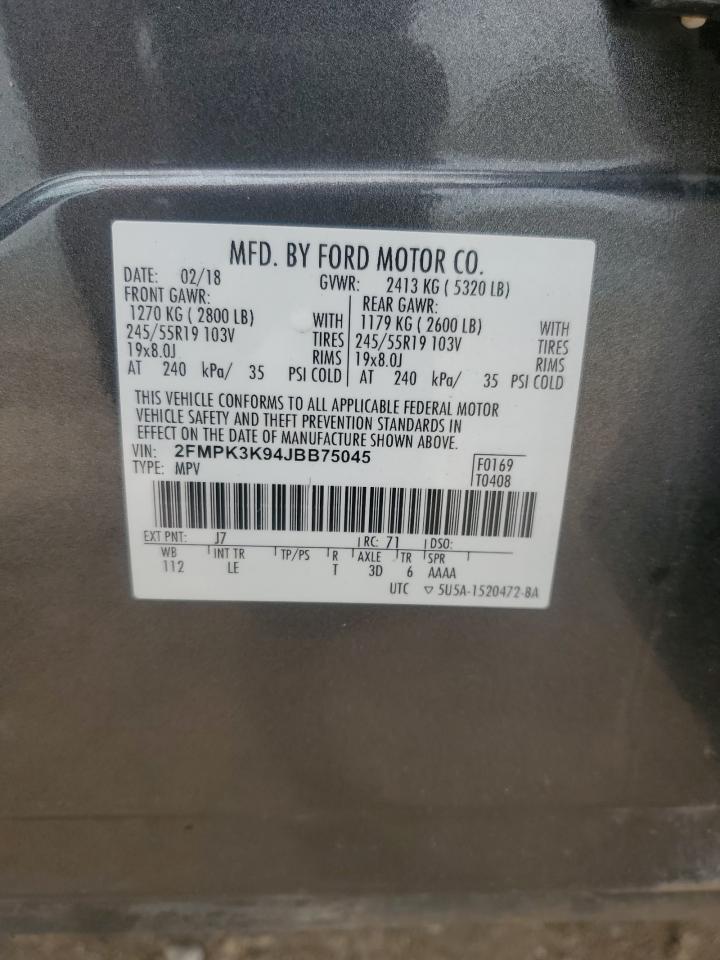 MFD. BY FORD MOTOR CO.
DATE: 02/18 GVWR: 2413 KG ( 5320 LB)
FRONT GAWR: REAR GAWR:
1270 KG ( 2800 LB) WITH 1179 KG ( 2600 LB) WITH
245/55R19 103V TIRES 245/55R19 103V TIRES
19x8.0J RIMS 19x8.0J RIMS
AT 240 kPa/ 35 PSI COLD AT 240 kPa/ 35 PSI COLD
THIS VEHICLE CONFORMS TO ALL APPLICABLE FEDERAL MOTOR
VEHICLE SAFETY AND THEFT PREVENTION STANDARDS IN
EFFECT ON THE DATE OF MANUFACTURE SHOWN ABOVE.
VIN: 2FMPK3K94JBB75045
TYPE: MPV
F0169
T0408
EXT PNT: J7 RC: 71 DSO:
WB INT TR TP/PS R AXLE TR SPR
112 LE T 3D 6 AAAA
UTC ▽ 5U5A-1520472-BA